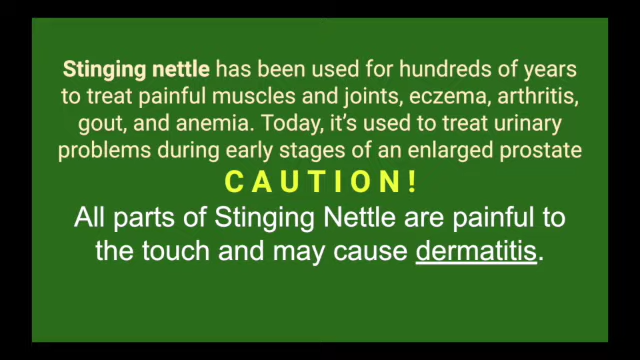 Stinging nettle has been used for hundreds of years
to treat painful muscles and joints, eczema, arthritis,
gout, and anemia. Today, it's used to treat urinary
problems during early stages of an enlarged prostate
CAUTION!
All parts of Stinging Nettle are painful to
the touch and may cause dermatitis.